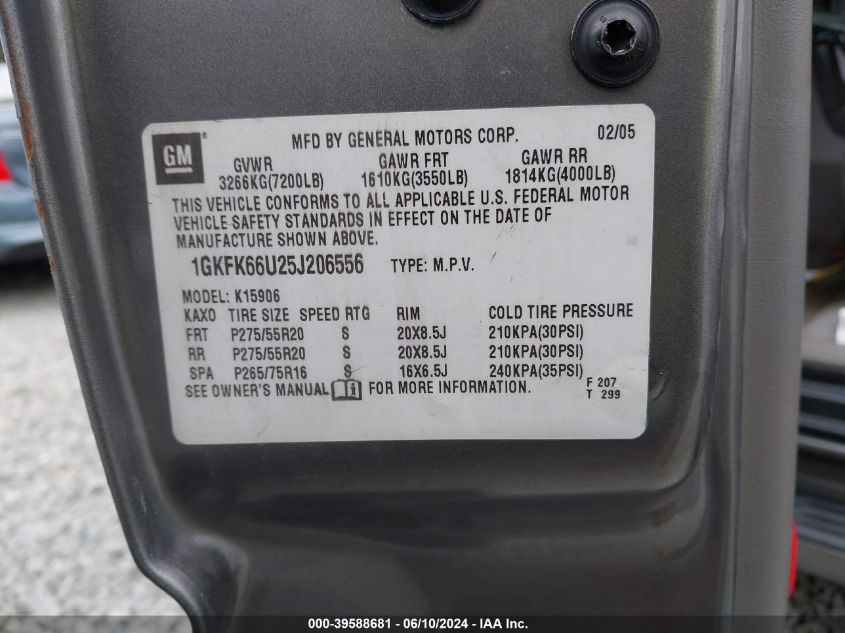 GM ® MFD BY GENERAL MOTORS CORP. 02/05
GVWR GAWR FRT GAWR RR
3266KG(7200LB) 1610KG(3550LB) 1814KG(4000LB)
THIS VEHICLE CONFORMS TO ALL APPLICABLE U.S. FEDERAL MOTOR
VEHICLE SAFETY STANDARDS IN EFFECT ON THE DATE OF
MANUFACTURE SHOWN ABOVE.
1GKFK66U25J206556 TYPE: M.P.V.
MODEL: K15906
KAXO TIRE SIZE SPEED RTG RIM COLD TIRE PRESSURE
FRT P275/55R20 S 20X8.5J 210KPA(30PSI)
RR P275/55R20 S 20X8.5J 210KPA(30PSI)
SPA P265/75R16 S 16X6.5J 240KPA(35PSI)
SEE OWNER'S MANUAL FOR MORE INFORMATION. F 207
T 299
000-39588681 - 06/10/2024 - IAA Inc.